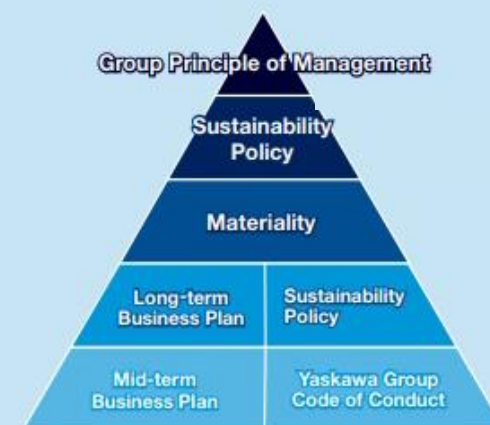 Group Principle of Management
Sustainability
Policy
Materiality
Long-term
Business Plan
Sustainability
Policy
Mid-term
Business Plan
Yaskawa Group
Code of Conduct